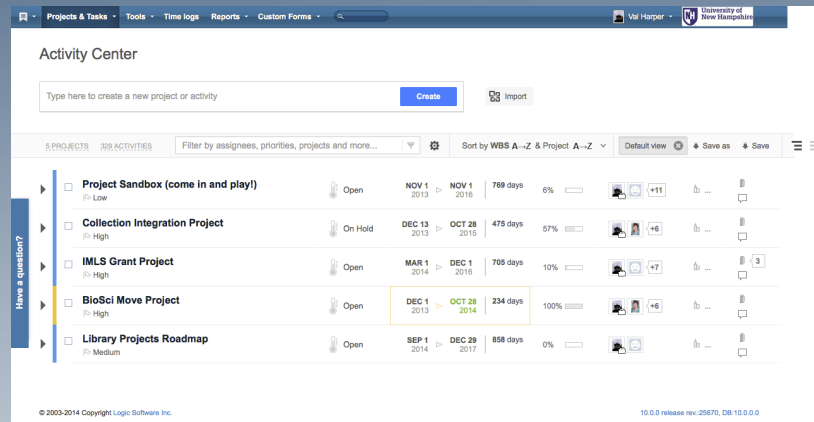 Projects & Tasks Tools Time logs Reports Custom Forms Val Harper University of
New Hampshire
Activity Center
Type here to create a new project or activity Create Import
5 PROJECTS 329 ACTIVITIES Filter by assignees, priorities, projects and more... Sort by WBS A→Z & Project A→Z Default view Save as Save
Project Sandbox (come in and play!) Open NOV 1 NOV 1 769 days 6% +11 ...
Low 2013 2016
Collection Integration Project On Hold DEC 13 OCT 28 475 days 57% +6 ...
High 2013 2015
IMLS Grant Project Open MAR 1 DEC 1 705 days 10% +7 ... 3
High 2014 2016
BioSci Move Project Open DEC 1 OCT 28 234 days 100% +6 ...
High 2013 2014
Library Projects Roadmap Open SEP 1 DEC 29 858 days 0% ...
Medium 2014 2017
Have a question?
© 2003-2014 Copyright Logic Software Inc. 10.0.0 release rev.:25670, DB:10.0.0.0